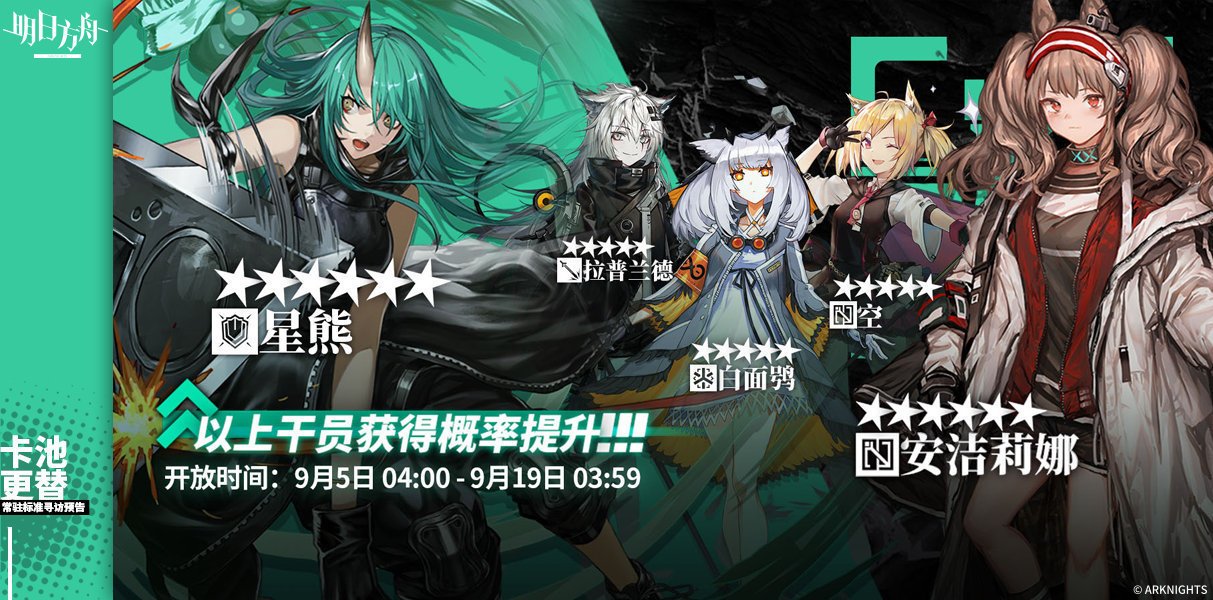 明日方舟
星熊
拉普兰德
白面鸮
空
安洁莉娜
以上干员获得概率提升!!!
开放时间：9月5日 04:00 - 9月19日 03:59
卡池
更替
常驻标准寻访预告
© ARKNIGHTS